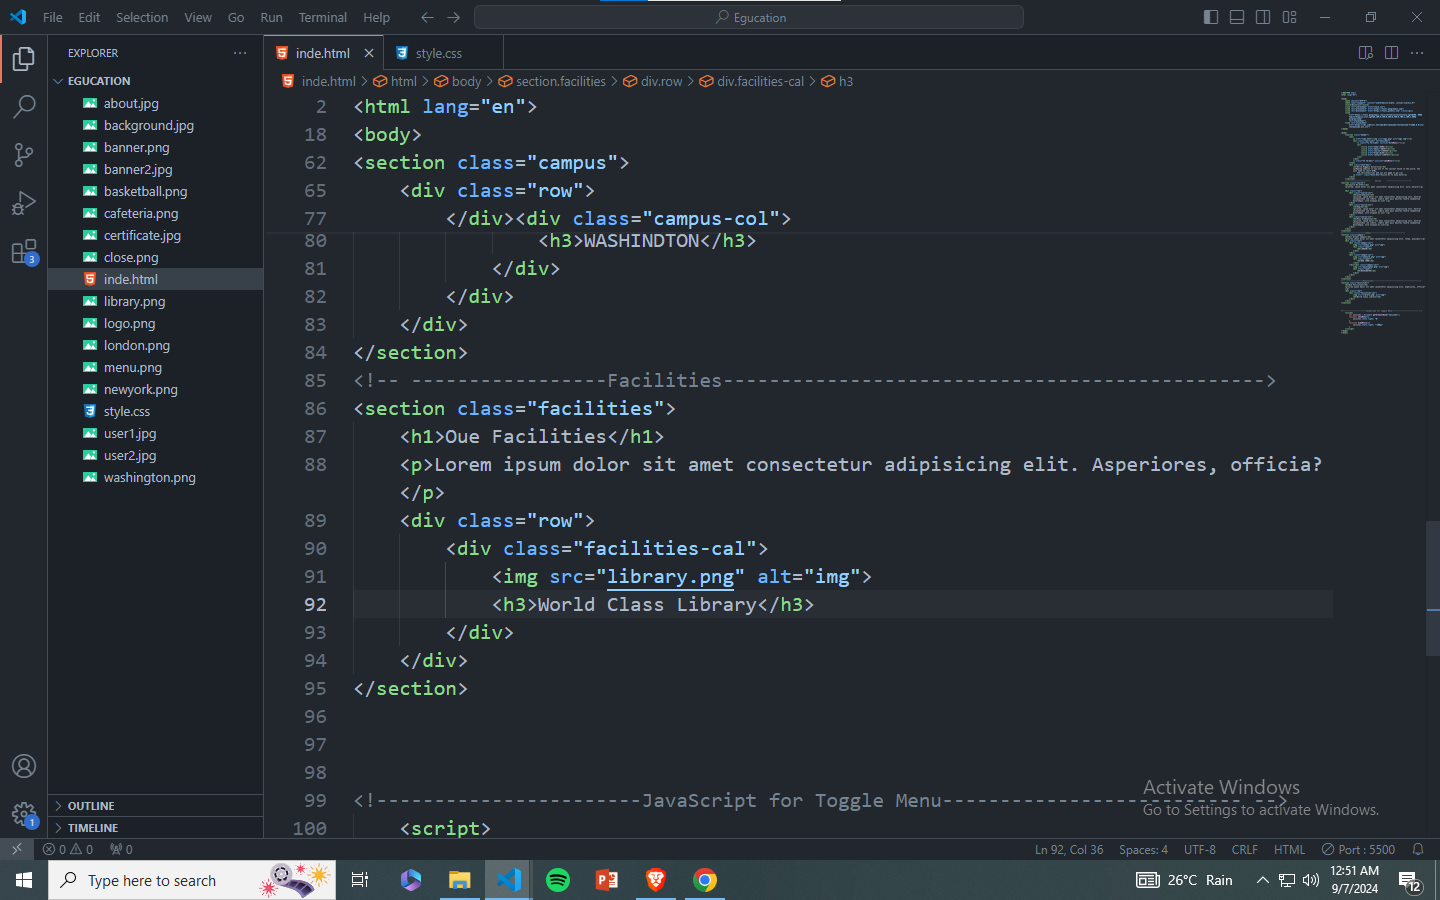 File Edit Selection View Go Run Terminal Help
Egucation
EXPLORER
inde.html
style.css
EGUCATION
about.jpg
background.jpg
banner.png
banner2.jpg
basketball.png
cafeteria.png
certificate.jpg
close.png
inde.html
library.png
logo.png
london.png
menu.png
newyork.png
style.css
user1.jpg
user2.jpg
washington.png
OUTLINE
TIMELINE
3
1
inde.html > html > body > section.facilities > div.row > div.facilities-cal > h3
2 <html lang="en">
18 <body>
62 <section class="campus">
65 <div class="row">
77 </div><div class="campus-col">
80 <h3>WASHINDTON</h3>
81 </div>
82 </div>
83 </div>
84 </section>
85 <!-- -----------------Facilities----------------------------------------------->
86 <section class="facilities">
87 <h1>Oue Facilities</h1>
88 <p>Lorem ipsum dolor sit amet consectetur adipisicing elit. Asperiores, officia?
</p>
89 <div class="row">
90 <div class="facilities-cal">
91 <img src="library.png" alt="img">
92 <h3>World Class Library</h3>
93 </div>
94 </div>
95 </section>
96
97
98
99 <!-----------------------JavaScript for Toggle Menu-------------------------- -->
100 <script>
Activate Windows
Go to Settings to activate Windows.
0 0 0
Ln 92, Col 36 Spaces: 4 UTF-8 CRLF HTML Port : 5500
Type here to search
26°C Rain
12:51 AM
9/7/2024
12